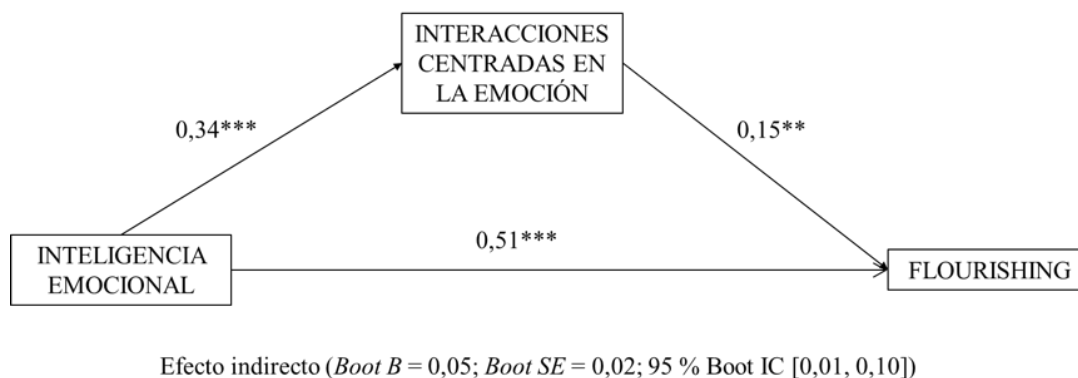 INTERACCIONES
CENTRADAS EN
LA EMOCIÓN
0,34***
0,15**
0,51***
INTELIGENCIA
EMOCIONAL
FLOURISHING
Efecto indirecto (Boot B = 0,05; Boot SE = 0,02; 95 % Boot IC [0,01, 0,10])